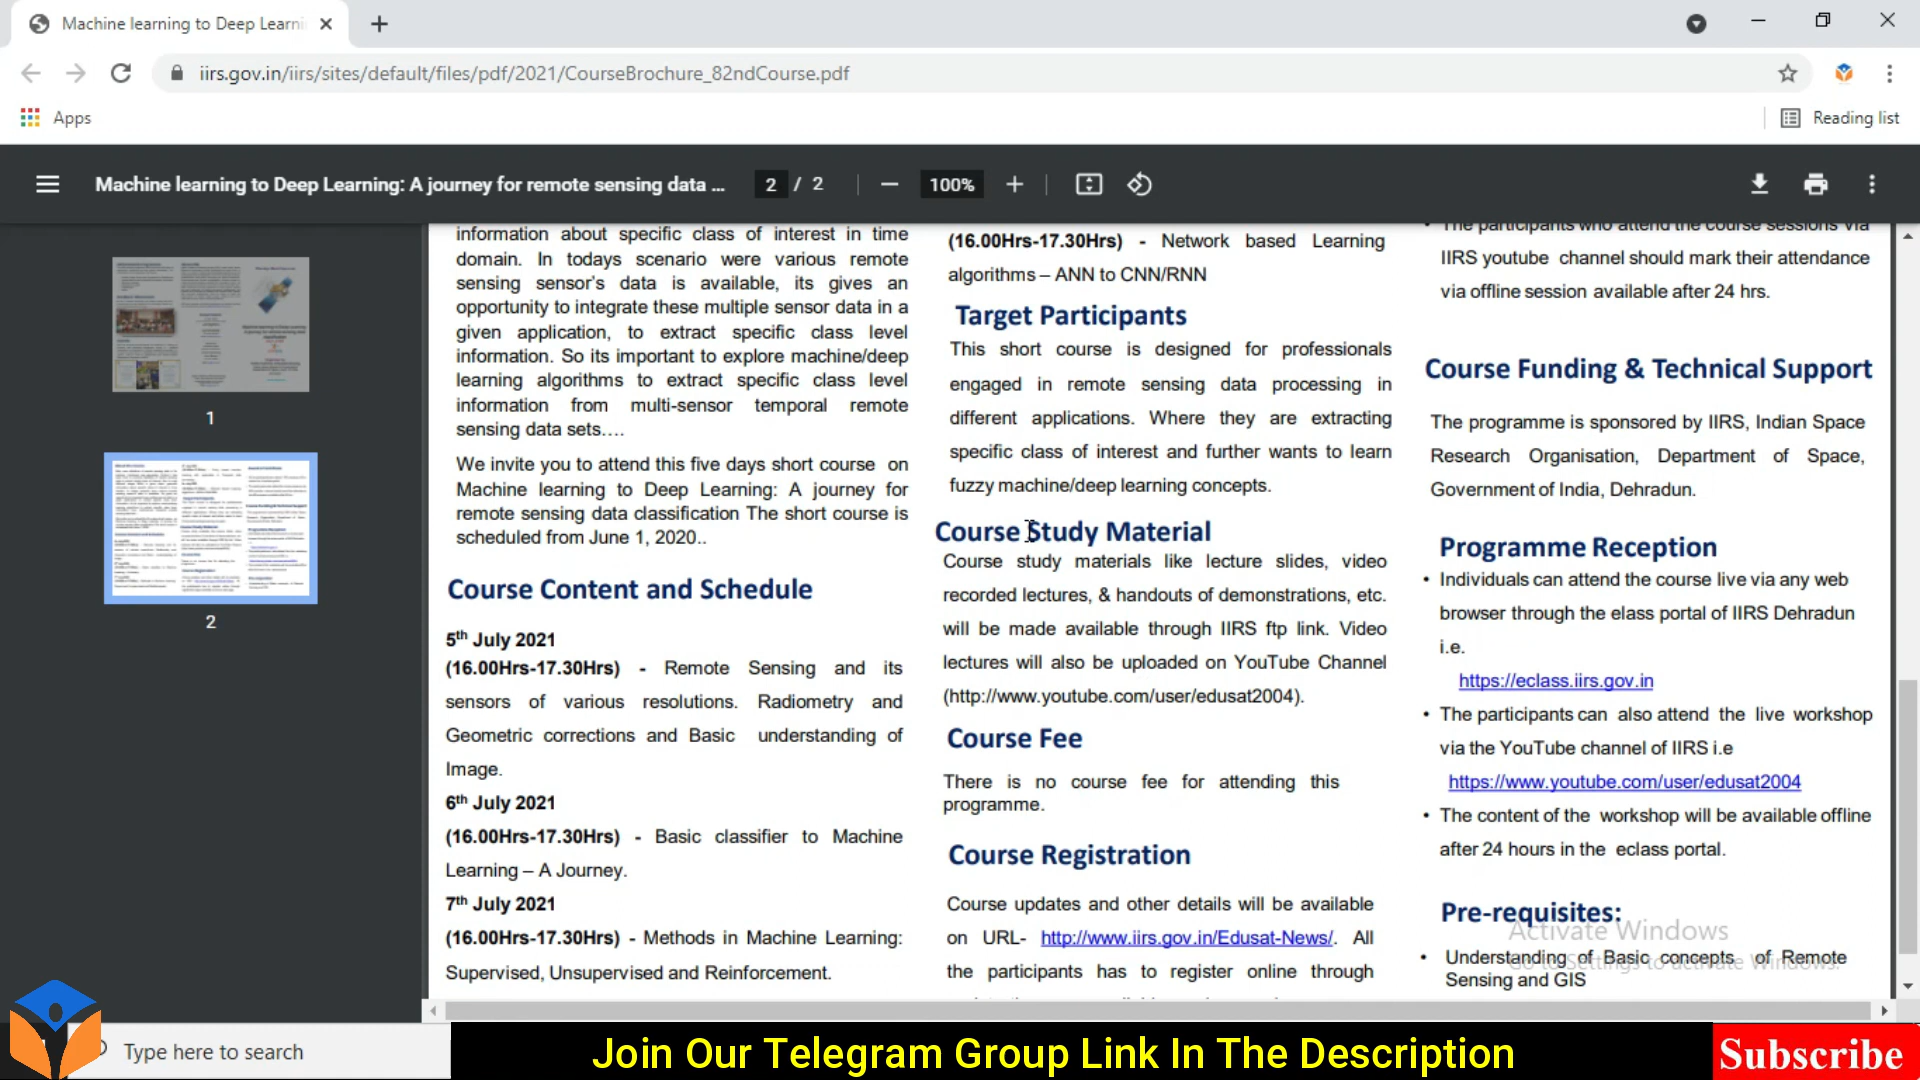 Machine learning to Deep Learni
iirs.gov.in/iirs/sites/default/files/pdf/2021/CourseBrochure_82ndCourse.pdf
Apps
Reading list
Machine learning to Deep Learning: A journey for remote sensing data ...
2 / 2
100%
1
2
information about specific class of interest in time
domain. In todays scenario were various remote
sensing sensor's data is available, its gives an
opportunity to integrate these multiple sensor data in a
given application, to extract specific class level
information. So its important to explore machine/deep
learning algorithms to extract specific class level
information from multi-sensor temporal remote
sensing data sets....
We invite you to attend this five days short course on
Machine learning to Deep Learning: A journey for
remote sensing data classification The short course is
scheduled from June 1, 2020..
Course Content and Schedule
5th July 2021
(16.00Hrs-17.30Hrs) - Remote Sensing and its
sensors of various resolutions. Radiometry and
Geometric corrections and Basic understanding of
Image.
6th July 2021
(16.00Hrs-17.30Hrs) - Basic classifier to Machine
Learning – A Journey.
7th July 2021
(16.00Hrs-17.30Hrs) - Methods in Machine Learning:
Supervised, Unsupervised and Reinforcement.
(16.00Hrs-17.30Hrs) - Network based Learning
algorithms – ANN to CNN/RNN
Target Participants
This short course is designed for professionals
engaged in remote sensing data processing in
different applications. Where they are extracting
specific class of interest and further wants to learn
fuzzy machine/deep learning concepts.
Course Study Material
Course study materials like lecture slides, video
recorded lectures, & handouts of demonstrations, etc.
will be made available through IIRS ftp link. Video
lectures will also be uploaded on YouTube Channel
(http://www.youtube.com/user/edusat2004).
Course Fee
There is no course fee for attending this
programme.
Course Registration
Course updates and other details will be available
on URL- http://www.iirs.gov.in/Edusat-News/. All
the participants has to register online through
• The participants who attend the course sessions via
IIRS youtube channel should mark their attendance
via offline session available after 24 hrs.
Course Funding & Technical Support
The programme is sponsored by IIRS, Indian Space
Research Organisation, Department of Space,
Government of India, Dehradun.
Programme Reception
• Individuals can attend the course live via any web
browser through the elass portal of IIRS Dehradun
i.e.
https://eclass.iirs.gov.in
• The participants can also attend the live workshop
via the YouTube channel of IIRS i.e
https://www.youtube.com/user/edusat2004
• The content of the workshop will be available offline
after 24 hours in the eclass portal.
Pre-requisites:
• Understanding of Basic concepts of Remote
Sensing and GIS
Activate Windows
Go to Settings to activate Windows.
Type here to search
Join Our Telegram Group Link In The Description
Subscribe